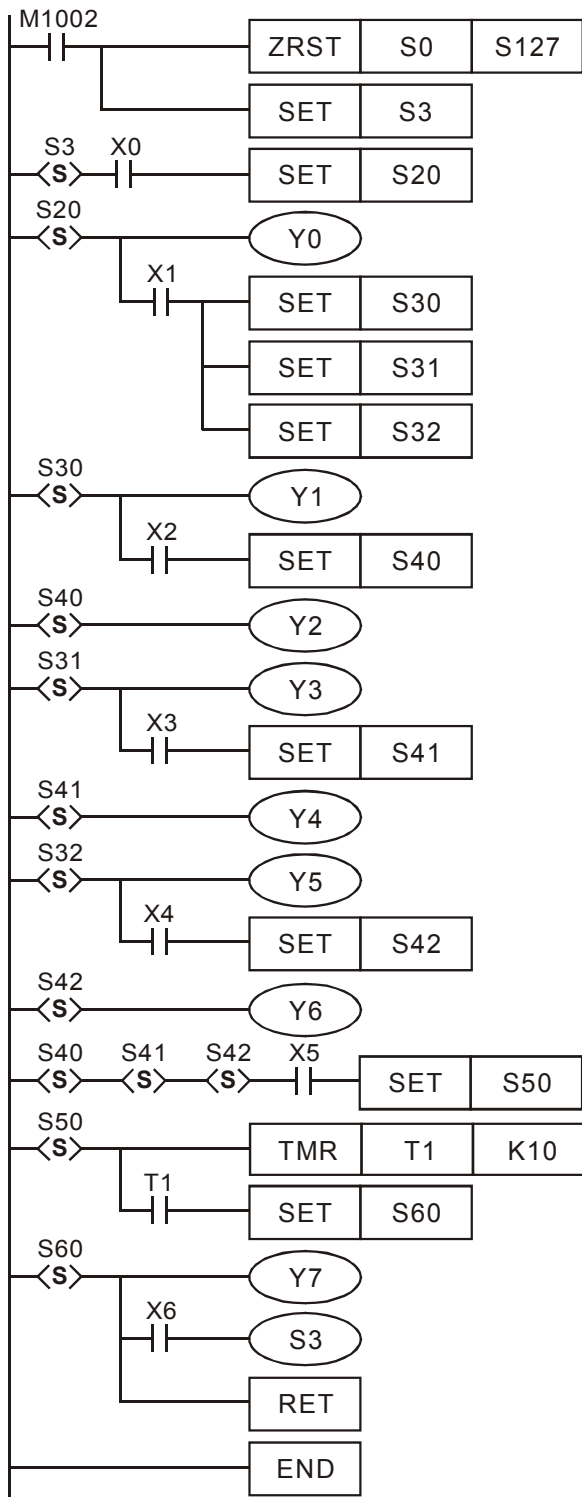 M1002
ZRST S0 S127
SET S3
S3 X0
S SET S20
S20
S Y0
X1
SET S30
SET S31
SET S32
S30
S Y1
X2
SET S40
S40
S Y2
S31
S Y3
X3
SET S41
S41
S Y4
S32
S Y5
X4
SET S42
S42
S Y6
S40 S41 S42 X5
S S S SET S50
S50
S TMR T1 K10
T1
SET S60
S60
S Y7
X6
S3
RET
END